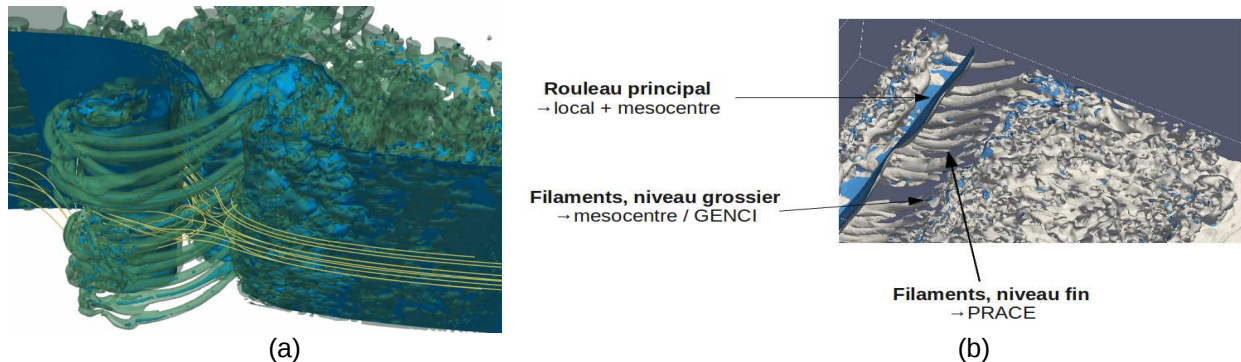 Rouleau principal
→local + mesocentre
Filaments, niveau grossier
→mesocentre / GENCI
Filaments, niveau fin
→PRACE
(a)
(b)